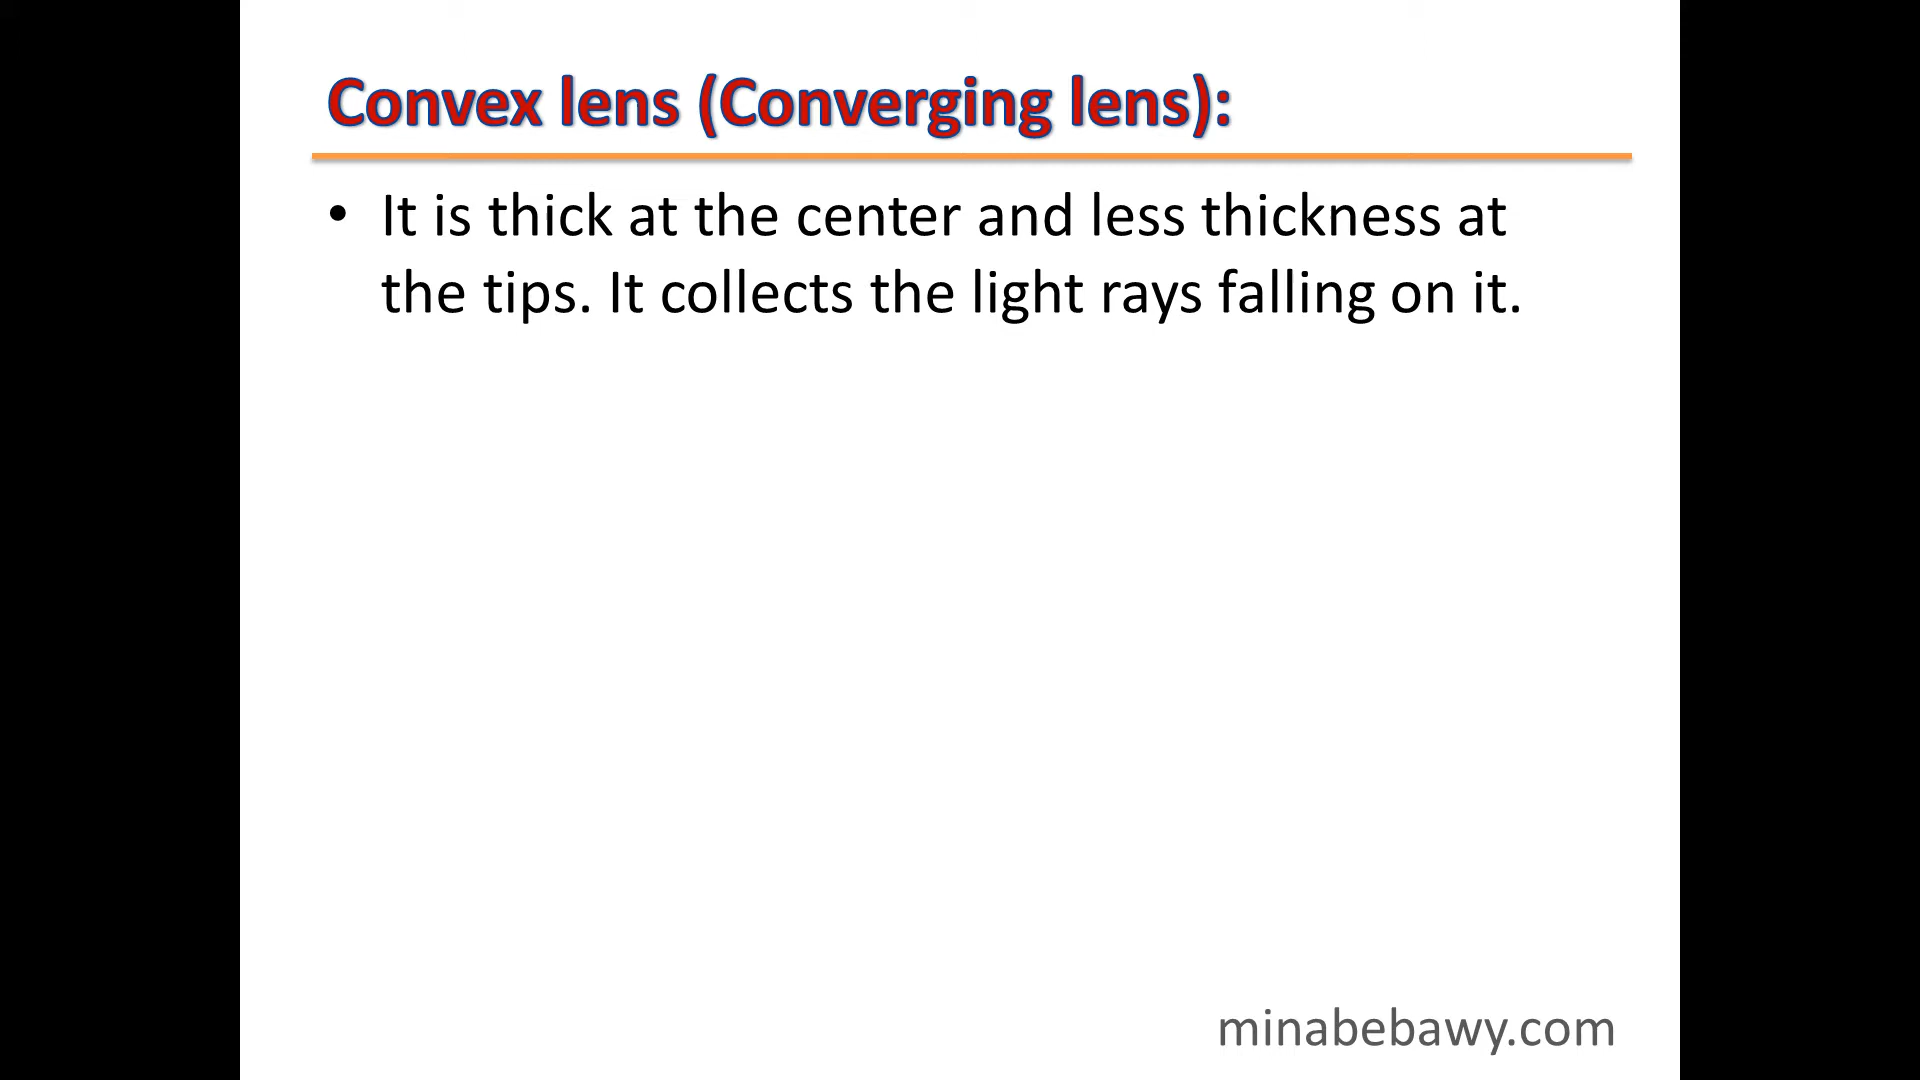 Convex lens (Converging lens):
• It is thick at the center and less thickness at
the tips. It collects the light rays falling on it.
minabebawy.com